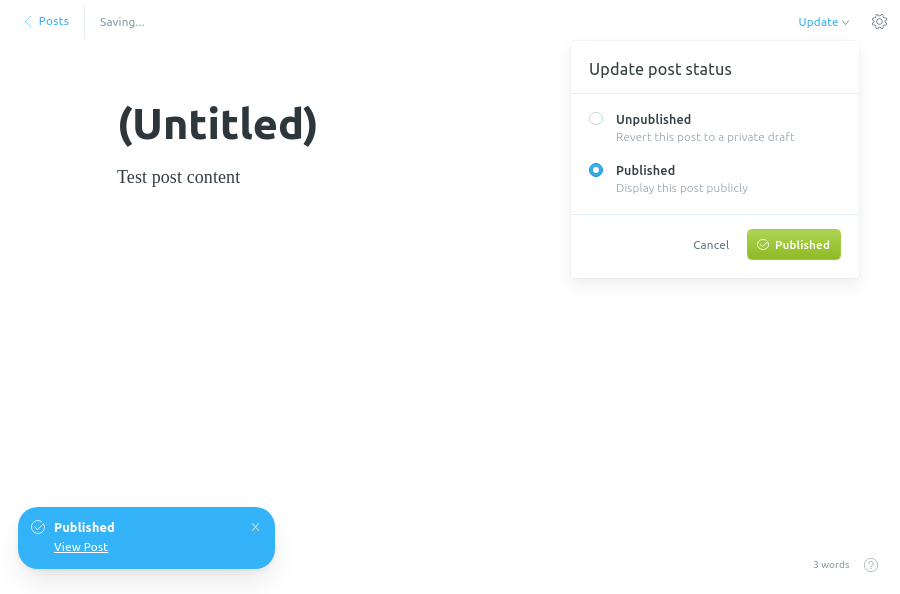 Posts
Saving...
Update
Update post status
(Untitled)
Unpublished
Revert this post to a private draft
Test post content
Published
Display this post publicly
Cancel
Published
Published
View Post
3 words
?